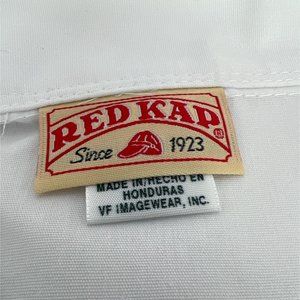 RED KAP ®
Since 1923
MADE IN/HECHO EN
HONDURAS
VF IMAGEWEAR, INC.